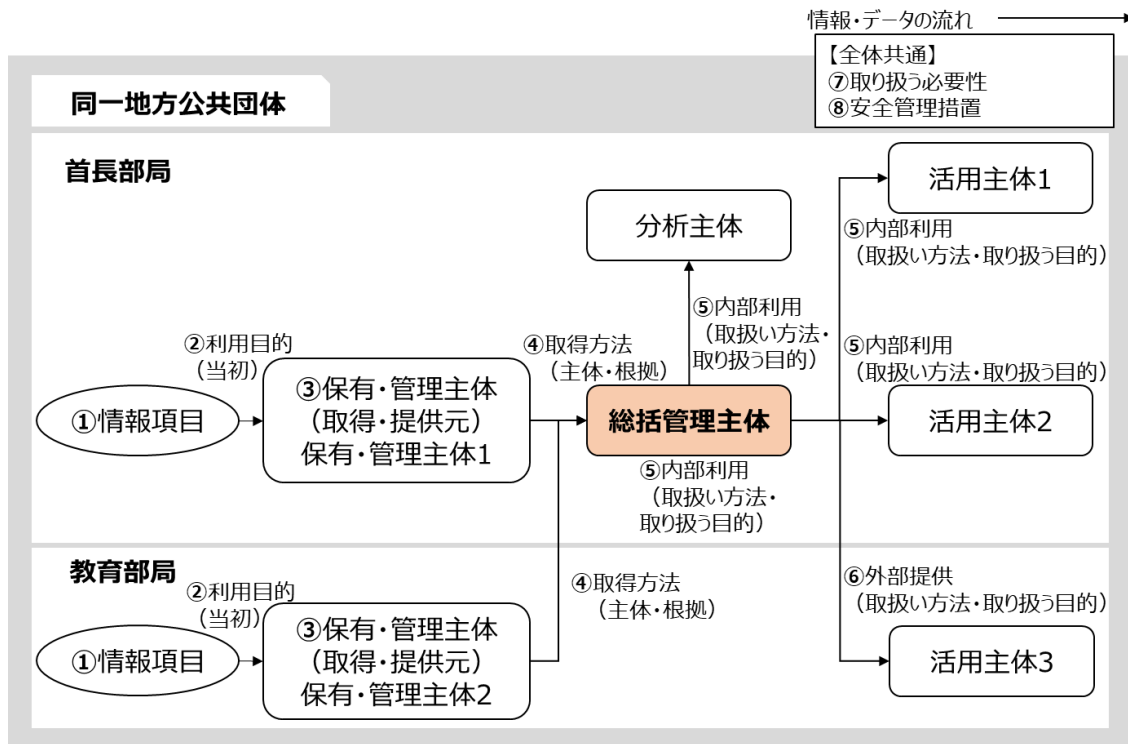 情報・データの流れ
【全体共通】
⑦取り扱う必要性
⑧安全管理措置
同一地方公共団体
首長部局
活用主体1
分析主体
⑤内部利用
（取扱い方法・取り扱う目的）
⑤内部利用
（取扱い方法・
取り扱う目的）
②利用目的
（当初）
④取得方法
（主体・根拠）
⑤内部利用
（取扱い方法・取り扱う目的）
①情報項目
③保有・管理主体
（取得・提供元）
保有・管理主体1
総括管理主体
活用主体2
⑤内部利用
（取扱い方法・
取り扱う目的）
教育部局
②利用目的
（当初）
④取得方法
（主体・根拠）
⑥外部提供
（取扱い方法・取り扱う目的）
①情報項目
③保有・管理主体
（取得・提供元）
保有・管理主体2
活用主体3